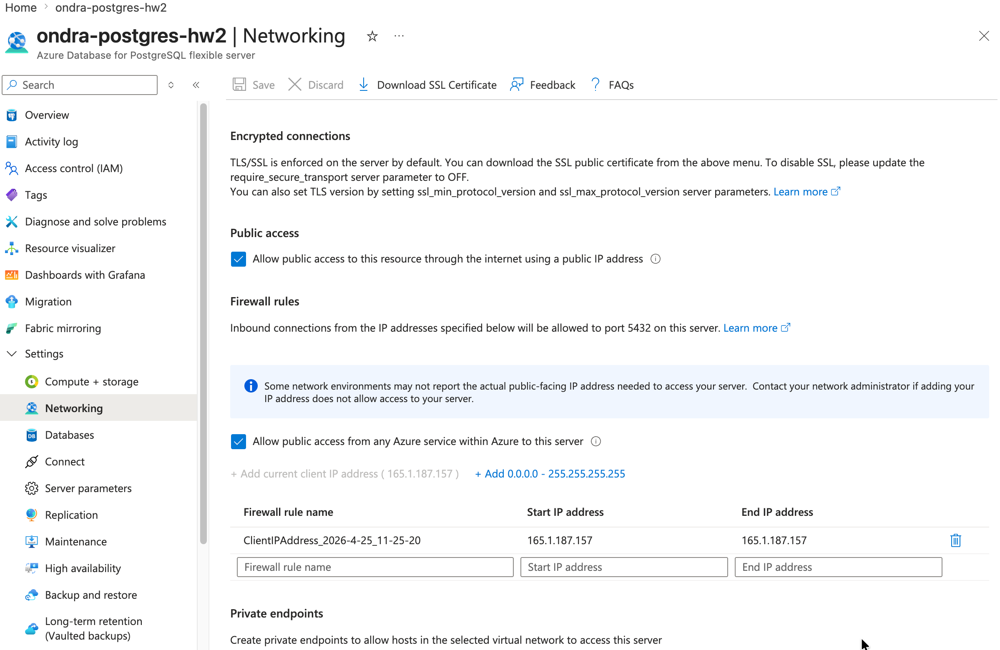 Home > ondra-postgres-hw2
ondra-postgres-hw2 | Networking
Azure Database for PostgreSQL flexible server
Search
Save
Discard
Download SSL Certificate
Feedback
FAQs
Overview
Activity log
Access control (IAM)
Tags
Diagnose and solve problems
Resource visualizer
Dashboards with Grafana
Migration
Fabric mirroring
Settings
Compute + storage
Networking
Databases
Connect
Server parameters
Replication
Maintenance
High availability
Backup and restore
Long-term retention
(Vaulted backups)
Encrypted connections
TLS/SSL is enforced on the server by default. You can download the SSL public certificate from the above menu. To disable SSL, please update the
require_secure_transport server parameter to OFF.
You can also set TLS version by setting ssl_min_protocol_version and ssl_max_protocol_version server parameters. Learn more
Public access
Allow public access to this resource through the internet using a public IP address
Firewall rules
Inbound connections from the IP addresses specified below will be allowed to port 5432 on this server. Learn more
Some network environments may not report the actual public-facing IP address needed to access your server. Contact your network administrator if adding your
IP address does not allow access to your server.
Allow public access from any Azure service within Azure to this server
+ Add current client IP address ( 165.1.187.157 )
+ Add 0.0.0.0 - 255.255.255.255
Firewall rule name
Start IP address
End IP address
ClientIPAddress_2026-4-25_11-25-20
165.1.187.157
165.1.187.157
Firewall rule name
Start IP address
End IP address
Private endpoints
Create private endpoints to allow hosts in the selected virtual network to access this server